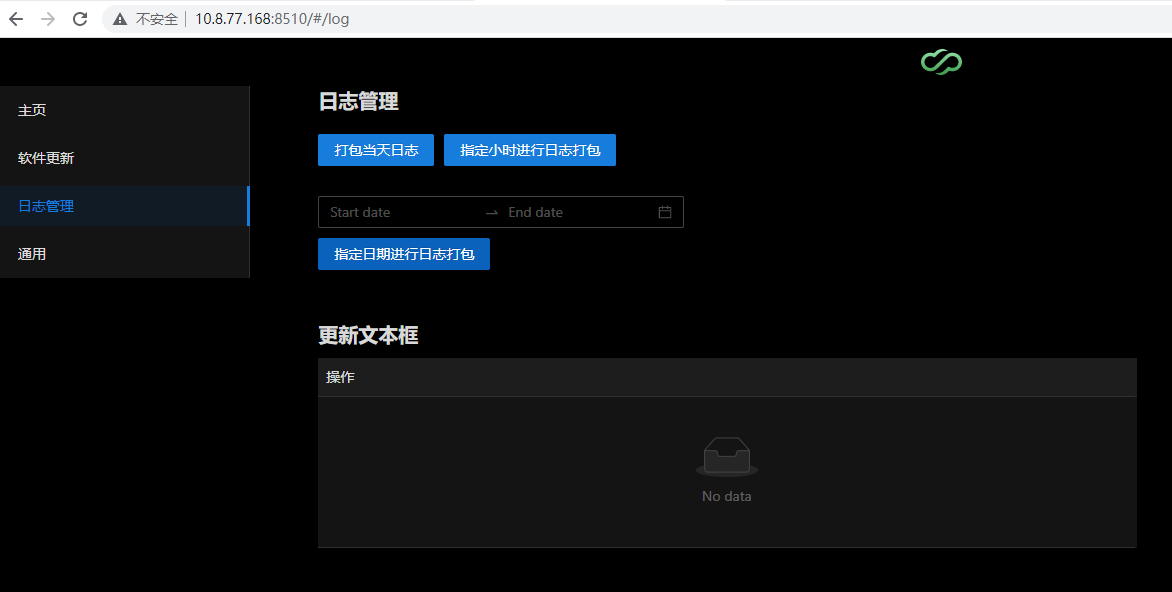 不安全 10.8.77.168:8510/#/log
主页
软件更新
日志管理
通用
日志管理
打包当天日志 指定小时进行日志打包
Start date End date
指定日期进行日志打包
更新文本框
操作
No data